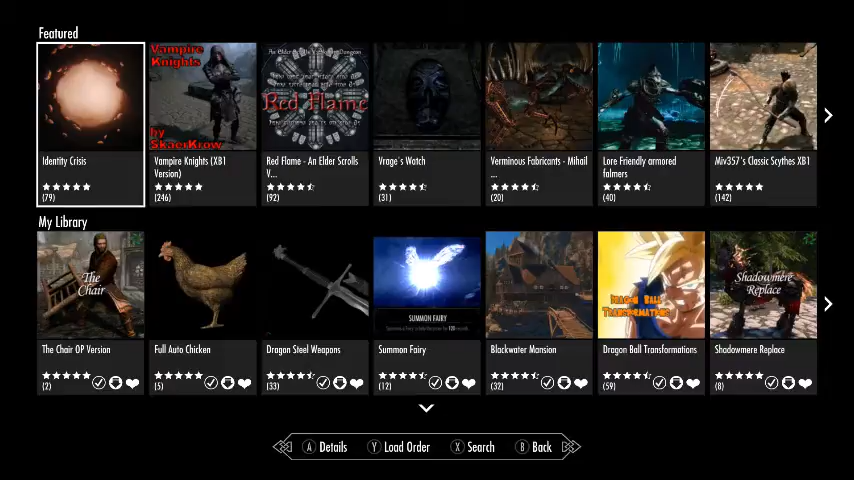 Featured
Vampire
Knights
by
SkaerKrow
Red Flame
Identity Crisis
(79)
Vampire Knights (XB1
Version)
(246)
Red Flame - An Elder Scrolls
V...
(92)
Vrage's Watch
(31)
Verminous Fabricants - Mihail
...
(20)
Lore Friendly armored
falmers
(40)
Miv357's Classic Scythes XB1
(142)
My Library
The
Chair
SUMMON FAIRY
DRAGON BALL
TRANSFORMATIONS
Shadowmere
Replace
The Chair OP Version
(2)
Full Auto Chicken
(5)
Dragon Steel Weapons
(33)
Summon Fairy
(12)
Blackwater Mansion
(32)
Dragon Ball Transformations
(59)
Shadowmere Replace
(8)
A Details
Y Load Order
X Search
B Back